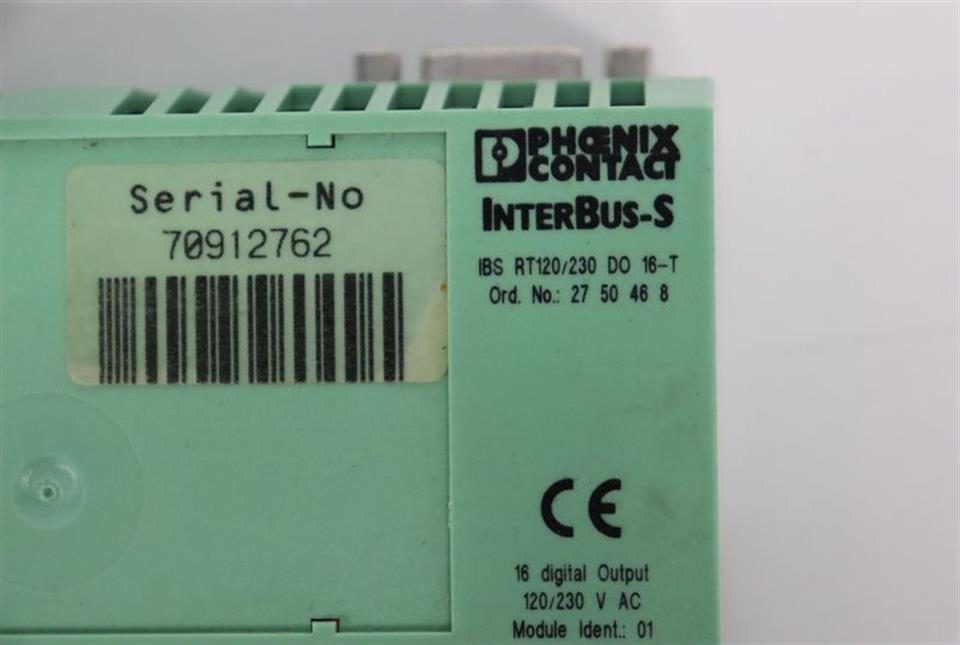 Serial-No
70912762
PHOENIX
CONTACT
INTERBUS-S
IBS RT120/230 DO 16-T
Ord. No.: 27 50 46 8
CE
16 digital Output
120/230 V AC
Module Ident.: 01